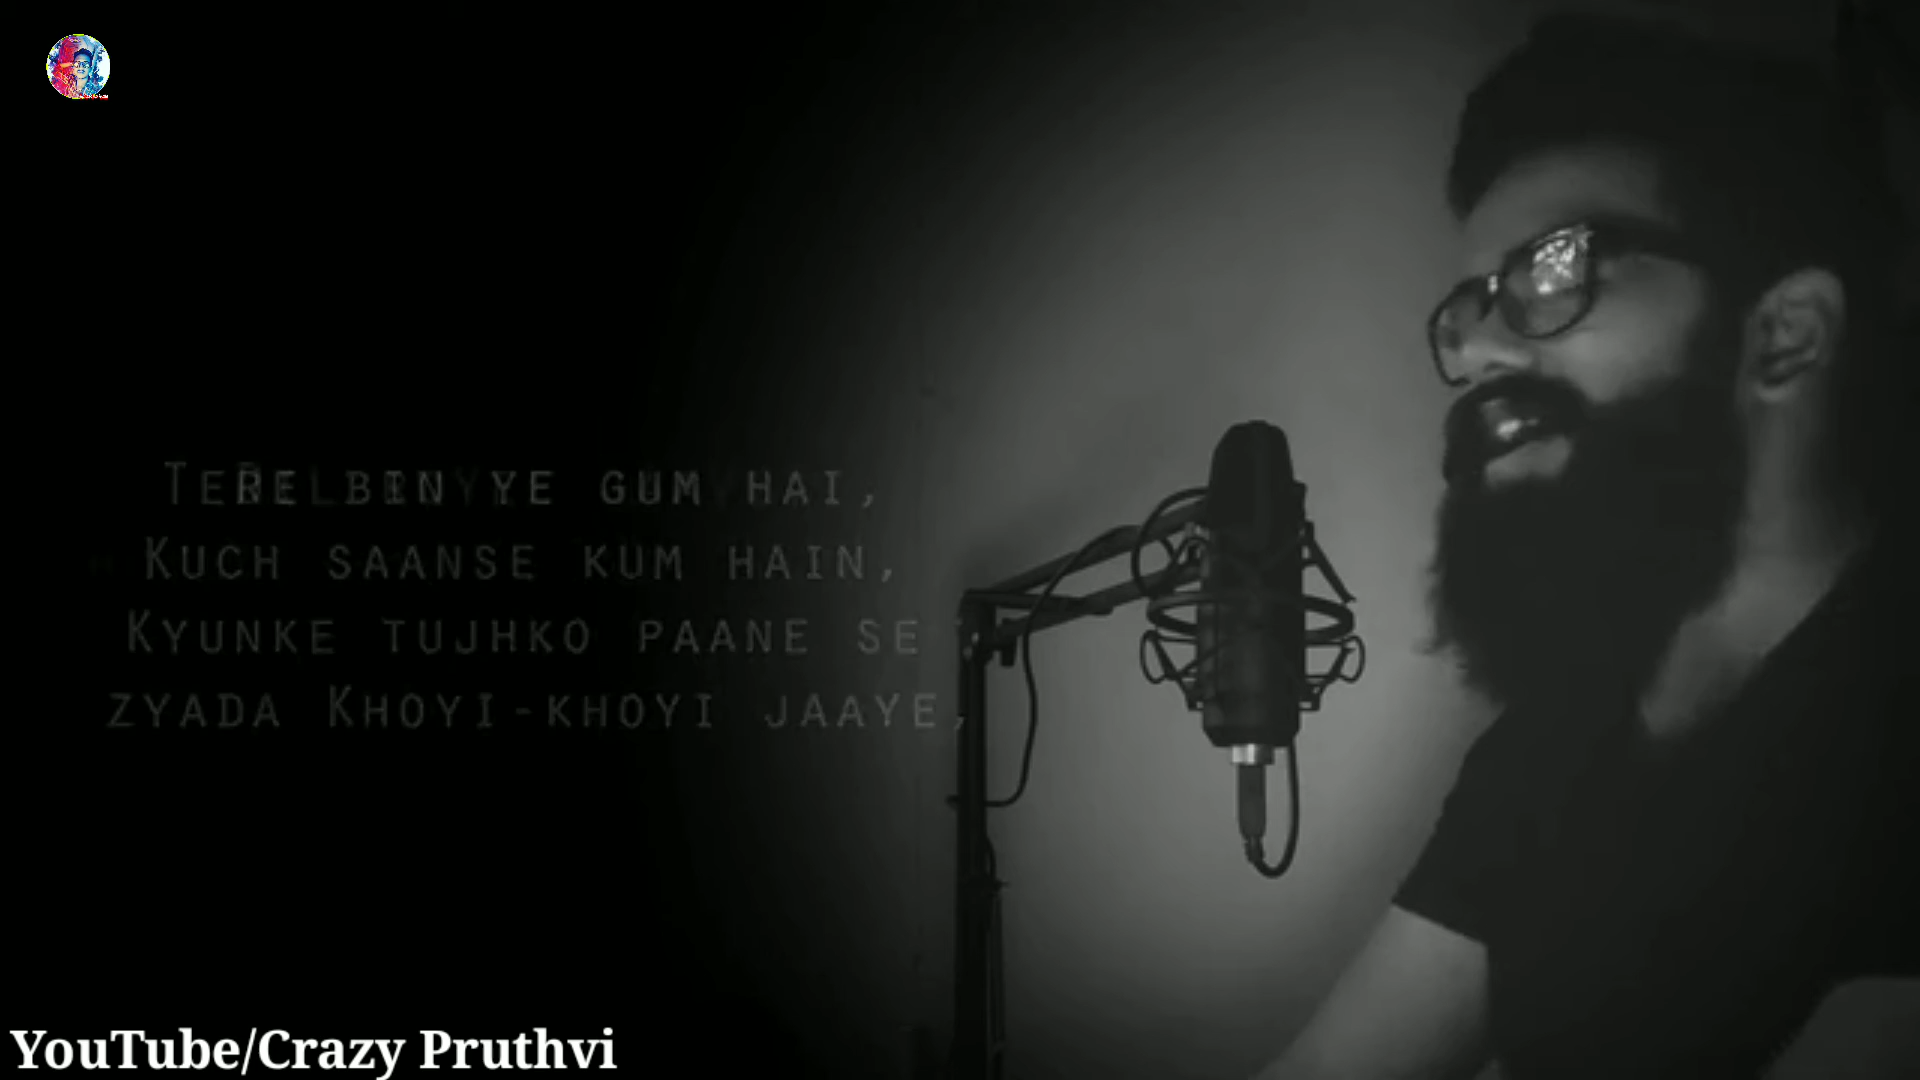 Tere bin ye gum hai,
Kuch saanse kum hain,
Kyunke tujhko paane se
zyada Khoyi-khoyi jaaye,
YouTube/Crazy Pruthvi